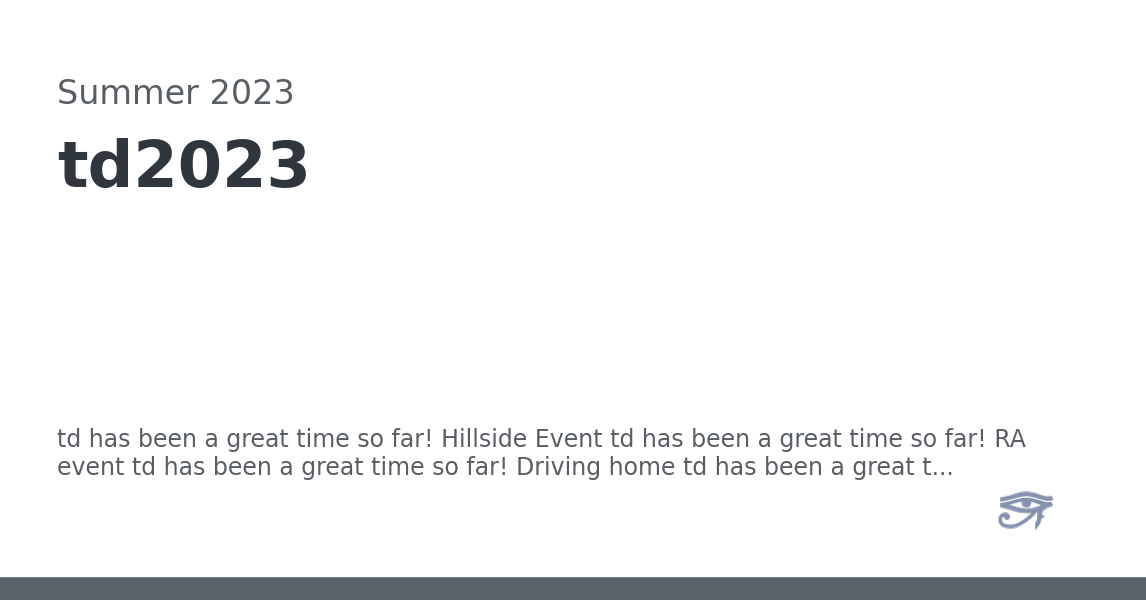 Summer 2023
td2023
td has been a great time so far! Hillside Event td has been a great time so far! RA
event td has been a great time so far! Driving home td has been a great t...